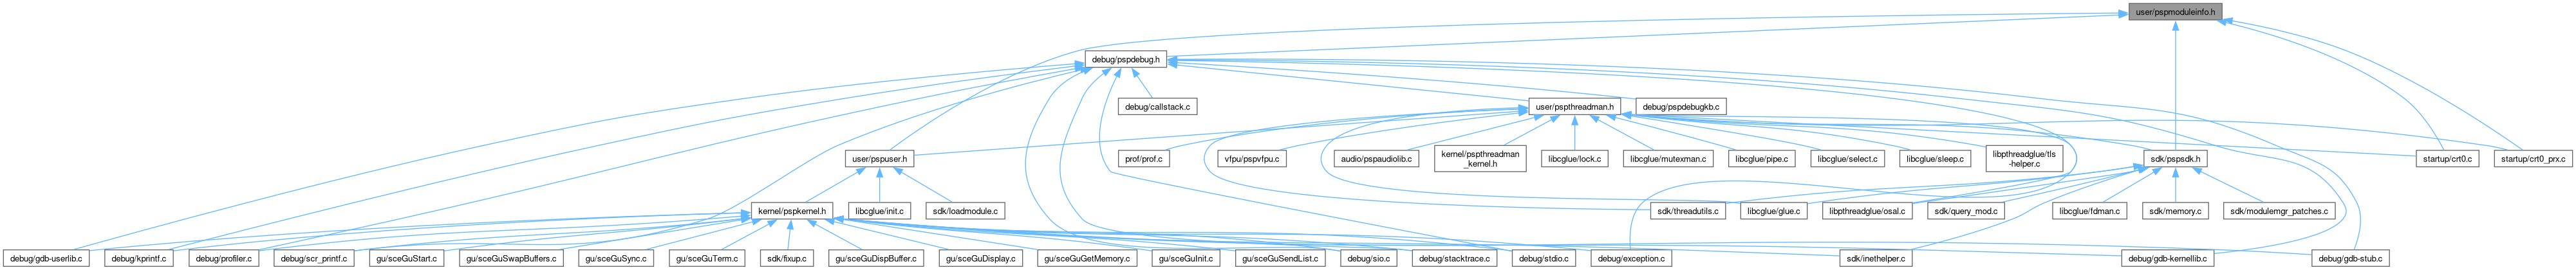 user/pspmoduleinfo.h
debug/pspdebug.h
debug/callstack.c
user/pspthreadman.h
debug/pspdebugkb.c
user/pspuser.h
prof/prof.c
vfpu/pspvfpu.c
audio/pspaudiolib.c
kernel/pspthreadman
_kernel.h
libcglue/lock.c
libcglue/mutexman.c
libcglue/pipe.c
libcglue/select.c
libcglue/sleep.c
libpthreadglue/tls
-helper.c
sdk/pspsdk.h
startup/crt0.c
startup/crt0_prx.c
kernel/pspkernel.h
libcglue/init.c
sdk/loadmodule.c
sdk/threadutils.c
libcglue/glue.c
libpthreadglue/osal.c
sdk/query_mod.c
libcglue/fdman.c
sdk/memory.c
sdk/modulemgr_patches.c
debug/gdb-userlib.c
debug/kprintf.c
debug/profiler.c
debug/scr_printf.c
gu/sceGuStart.c
gu/sceGuSwapBuffers.c
gu/sceGuSync.c
gu/sceGuTerm.c
sdk/fixup.c
gu/sceGuDispBuffer.c
gu/sceGuDisplay.c
gu/sceGuGetMemory.c
gu/sceGuInit.c
gu/sceGuSendList.c
debug/sio.c
debug/stacktrace.c
debug/stdio.c
debug/exception.c
sdk/inethelper.c
debug/gdb-kernellib.c
debug/gdb-stub.c